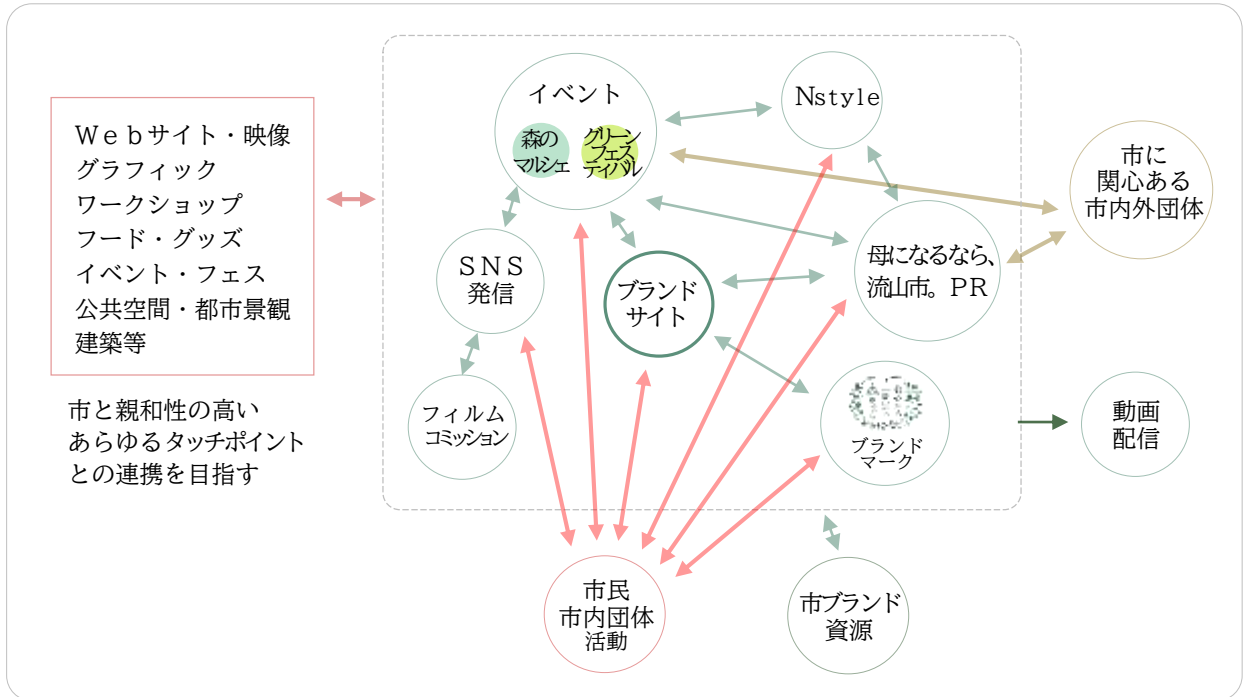 Ｗｅｂサイト・映像
グラフィック
ワークショップ
フード・グッズ
イベント・フェス
公共空間・都市景観
建築等
市と親和性の高い
あらゆるタッチポイント
との連携を目指す
イベント
森の
マルシェ
グリーン
フェス
ティバル
Ｎstyle
市に
関心ある
市内外団体
ＳＮＳ
発信
ブランド
サイト
母になるなら、
流山市。ＰＲ
フィルム
コミッション
ブランド
マーク
動画
配信
市民
市内団体
活動
市ブランド
資源